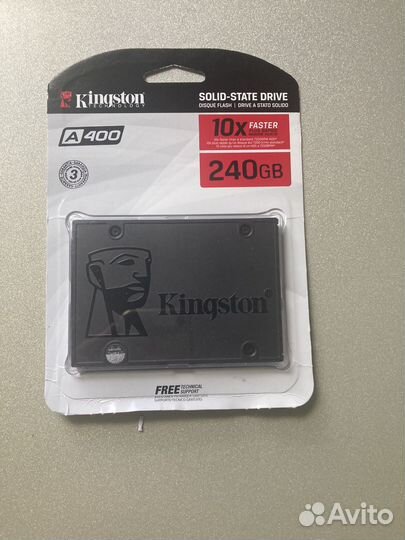 Kingston
TECHNOLOGY
SOLID-STATE DRIVE
DISQUE FLASH | DRIVE A STATO SOLIDO
A400
10x FASTER
240GB
3
Kingston
FREE TECHNICAL SUPPORT
Avito